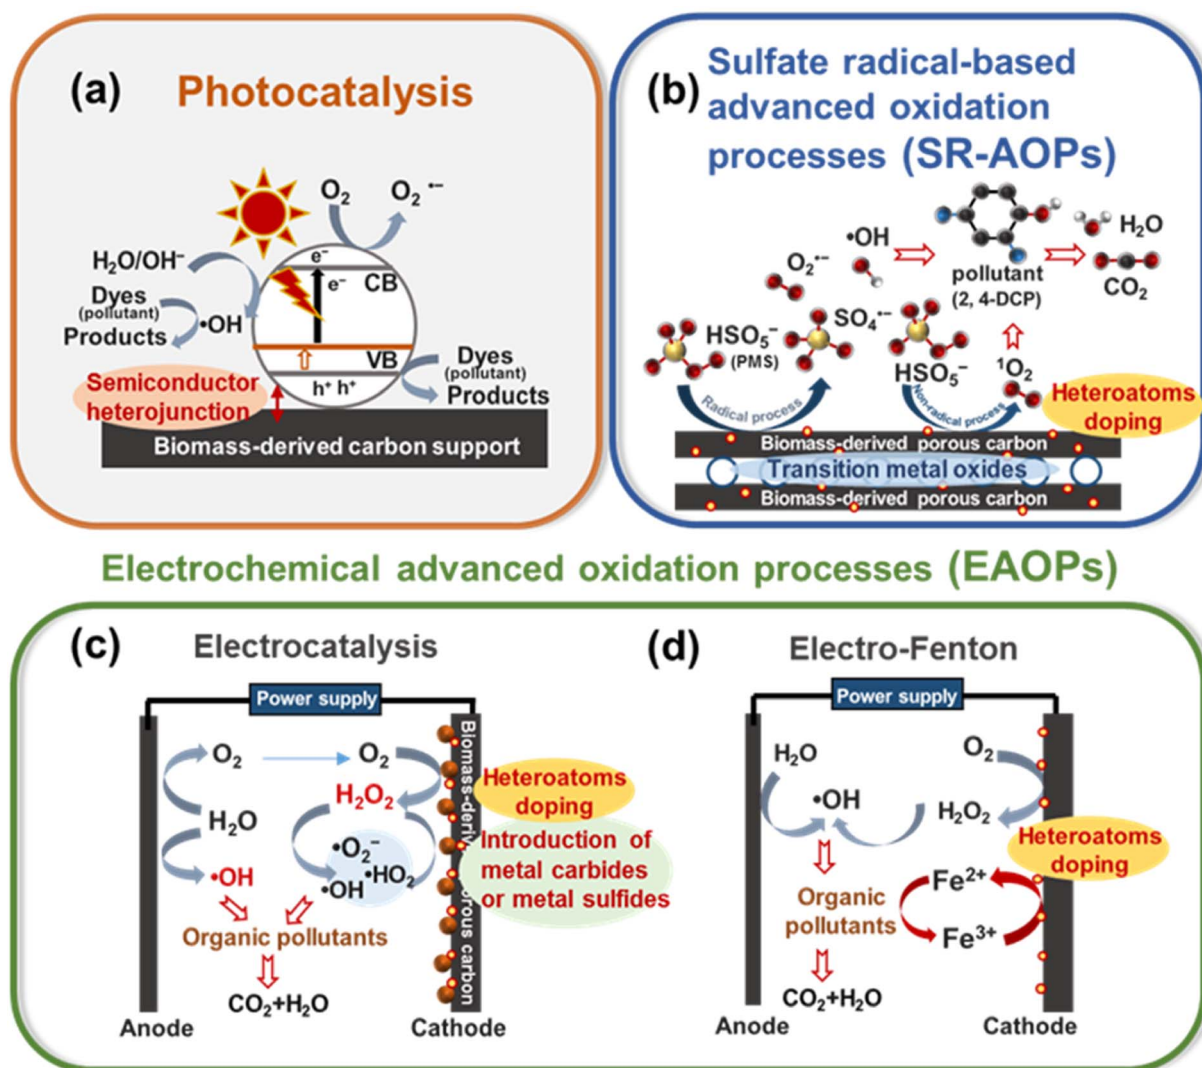 (a) Photocatalysis
O₂
O₂ •−
H₂O/OH⁻
Dyes
(pollutant)
Products
•OH
e⁻
e⁻
CB
VB
h⁺ h⁺
Dyes
(pollutant)
Products
Semiconductor
heterojunction
Biomass-derived carbon support
(b) Sulfate radical-based
advanced oxidation
processes (SR-AOPs)
•OH
O₂•−
HSO₅⁻
(PMS)
SO₄•−
HSO₅⁻
pollutant
(2, 4-DCP)
H₂O
CO₂
¹O₂
Radical process
Non-radical process
Heteroatoms
doping
Biomass-derived porous carbon
Transition metal oxides
Biomass-derived porous carbon
Electrochemical advanced oxidation processes (EAOPs)
(c) Electrocatalysis
Power supply
O₂
O₂
H₂O₂
H₂O
•OH
•O₂⁻
•HO₂
•OH
Organic pollutants
CO₂+H₂O
Anode
Cathode
Biomass-deriv
orous carbon
Heteroatoms
doping
Introduction of
metal carbides
or metal sulfides
(d) Electro-Fenton
Power supply
H₂O
O₂
•OH
H₂O₂
Heteroatoms
doping
Fe²⁺
Fe³⁺
Organic
pollutants
CO₂+H₂O
Anode
Cathode